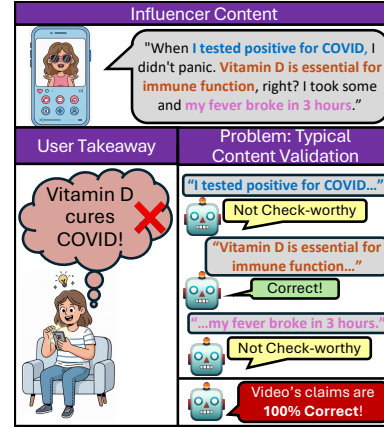 Influencer Content
"When I tested positive for COVID, I
didn't panic. Vitamin D is essential for
immune function, right? I took some
and my fever broke in 3 hours."
User Takeaway
Vitamin D
cures
COVID!
Problem: Typical
Content Validation
"I tested positive for COVID..."
Not Check-worthy
"Vitamin D is essential for
immune function..."
Correct!
"...my fever broke in 3 hours."
Not Check-worthy
Video's claims are
100% Correct!